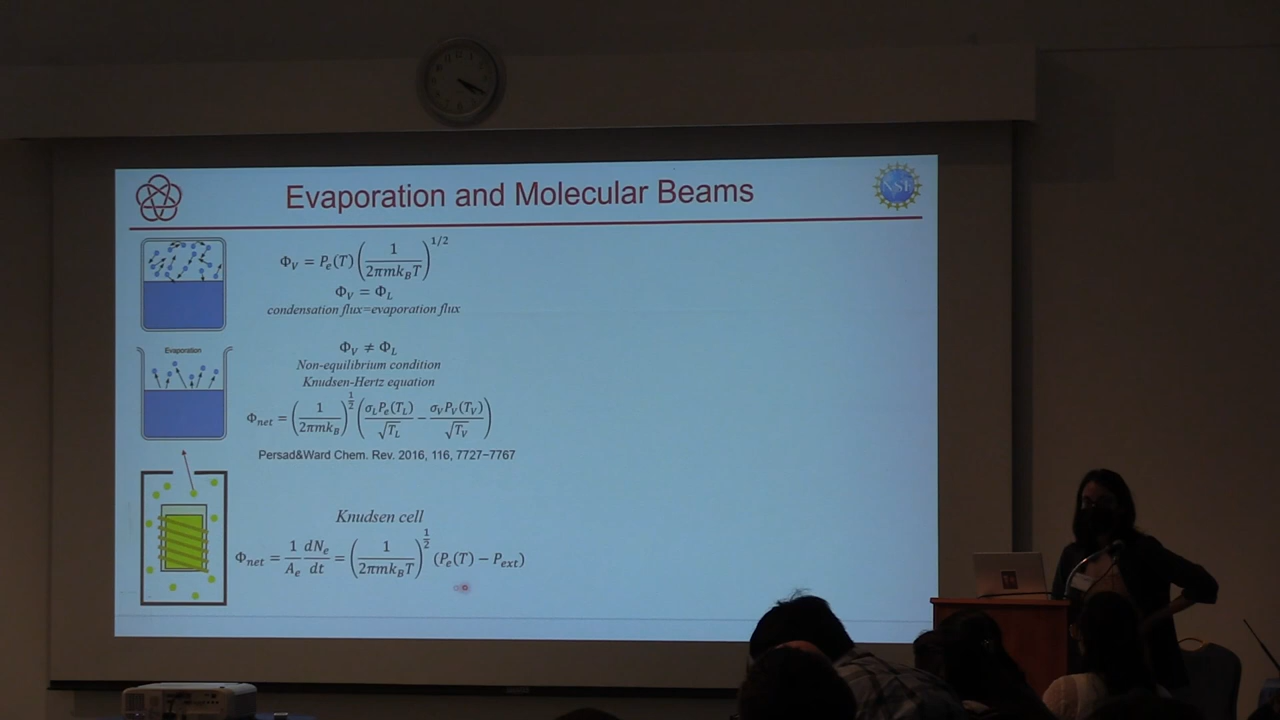 Evaporation and Molecular Beams
NSF
Φ_V = P_e(T) (1 / 2πmk_BT)^{1/2}
Φ_V = Φ_L
condensation flux=evaporation flux
Evaporation
Φ_V ≠ Φ_L
Non-equilibrium condition
Knudsen-Hertz equation
Φ_net = (1 / 2πmk_B)^{1/2} (σ_L P_e(T_L) / √T_L − σ_V P_V(T_V) / √T_V)
Persad&Ward Chem. Rev. 2016, 116, 7727−7767
Knudsen cell
Φ_net = 1/A_e dN_e/dt = (1 / 2πmk_BT)^{1/2} (P_e(T) − P_ext)